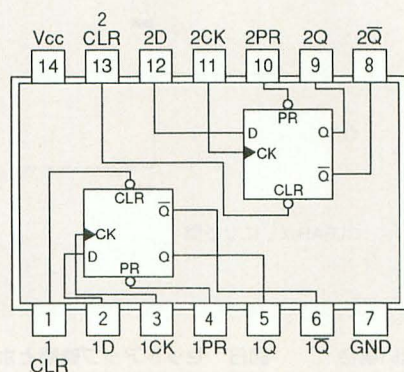 2
Vcc CLR 2D 2CK 2PR 2Q 2Q̅
14 13 12 11 10 9 8
PR
D Q
CK
Q̅
CLR
CLR
Q̅
CK
D Q
PR
1 2 3 4 5 6 7
1 1D 1CK 1PR 1Q 1Q̅ GND
CLR